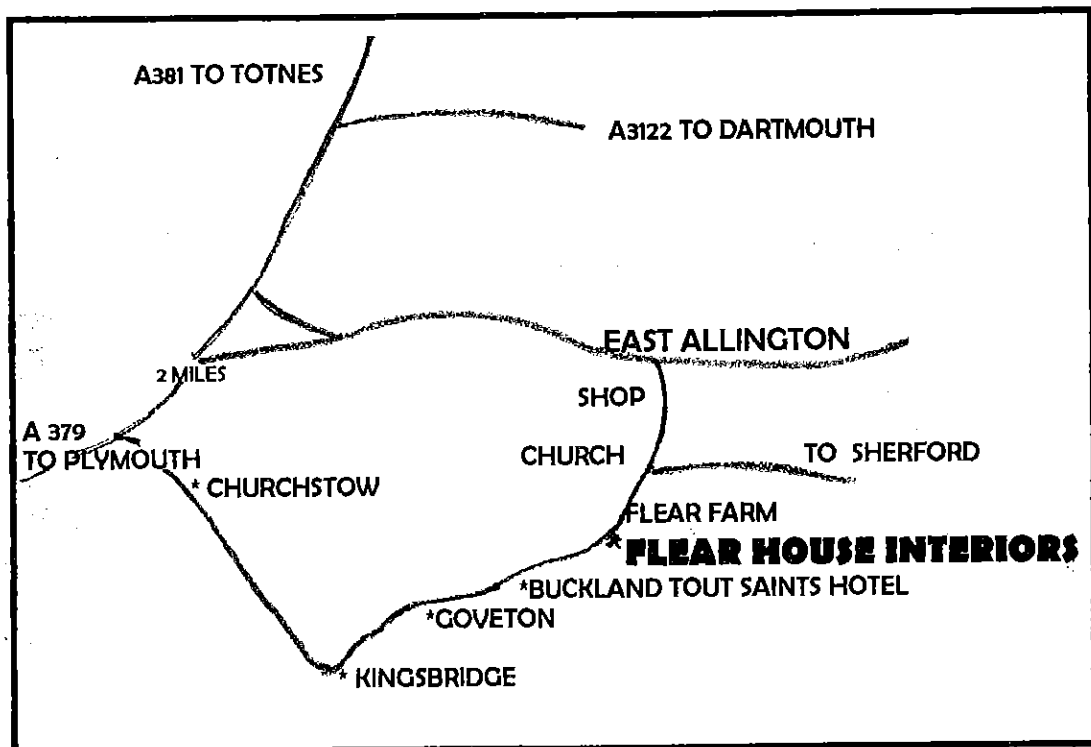 A381 TO TOTNES
A3122 TO DARTMOUTH
EAST ALLINGTON
2 MILES
SHOP
A 379
TO PLYMOUTH
CHURCH
TO SHERFORD
* CHURCHSTOW
FLEAR FARM
* FLEAR HOUSE INTERIORS
*BUCKLAND TOUT SAINTS HOTEL
*GOVETON
* KINGSBRIDGE